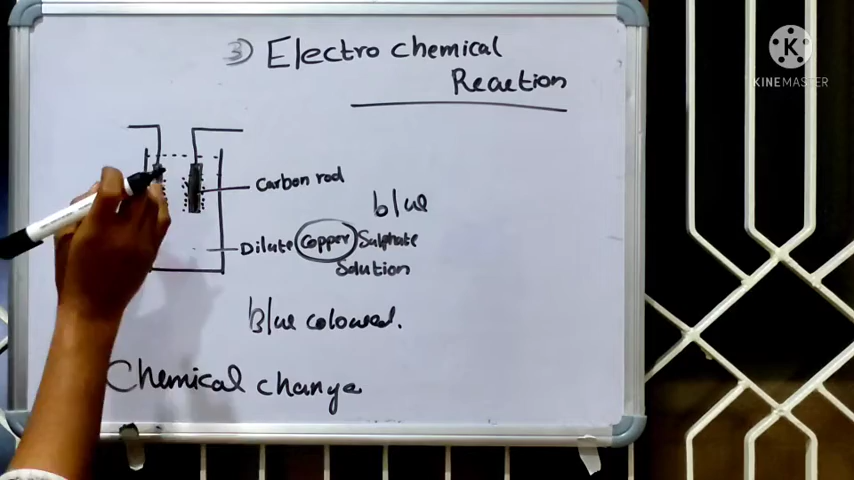 ③ Electro chemical
Reaction
Carbon rod
blue
Dilute Copper Sulphate
Solution
Blue coloured.
Chemical change
K
KINEMASTER